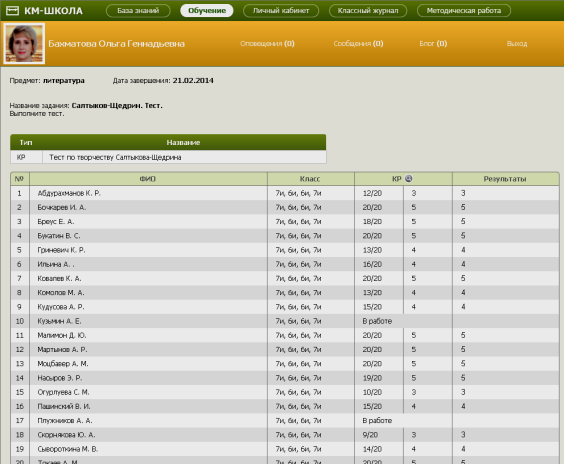 КМ-ШКОЛА База знаний Обучение Личный кабинет Классный журнал Методическая работа
Бахматова Ольга Геннадьевна Оповещения (0) Сообщения (0) Блог (0) Выход
Предмет: литература Дата завершения: 21.02.2014
Название задания: Салтыков-Щедрин. Тест.
Выполните тест.
Тип Название
КР Тест по творчеству Салтыкова-Щедрина
№ ФИО Класс КР Результаты
1 Абдурахманов К. Р. 7и, 6и, 6и, 7и 12/20 3 3
2 Бочкарев И. А. 7и, 6и, 6и, 7и 20/20 5 5
3 Бреус Е. А. 7и, 6и, 6и, 7и 18/20 5 5
4 Букатин В. С. 7и, 6и, 6и, 7и 20/20 5 5
5 Гриневич К. Р. 7и, 6и, 6и, 7и 13/20 4 4
6 Ильина А. . 7и, 6и, 6и, 7и 16/20 4 4
7 Ковалев К. А. 7и, 6и, 6и, 7и 20/20 5 5
8 Комолов М. А. 7и, 6и, 6и, 7и 13/20 4 4
9 Кудусова А. Р. 7и, 6и, 6и, 7и 15/20 4 4
10 Кузьмин А. Е. 7и, 6и, 6и, 7и В работе
11 Малимон Д. Ю. 7и, 6и, 6и, 7и 20/20 5 5
12 Мартынов А. Р. 7и, 6и, 6и, 7и 20/20 5 5
13 Моцбавер А. М. 7и, 6и, 6и, 7и 20/20 5 5
14 Насыров Э. Р. 7и, 6и, 6и, 7и 19/20 5 5
15 Огурлуева С. М. 7и, 6и, 6и, 7и 10/20 3 3
16 Пашинский В. И. 7и, 6и, 6и, 7и 15/20 4 4
17 Плужников А. А. 7и, 6и, 6и, 7и В работе
18 Скорнякова Ю. А. 7и, 6и, 6и, 7и 9/20 3 3
19 Сывороткина М. В. 7и, 6и, 6и, 7и 14/20 4 4
20 Токаев А. М. 7и, 6и, 6и, 7и 20/20 5 5